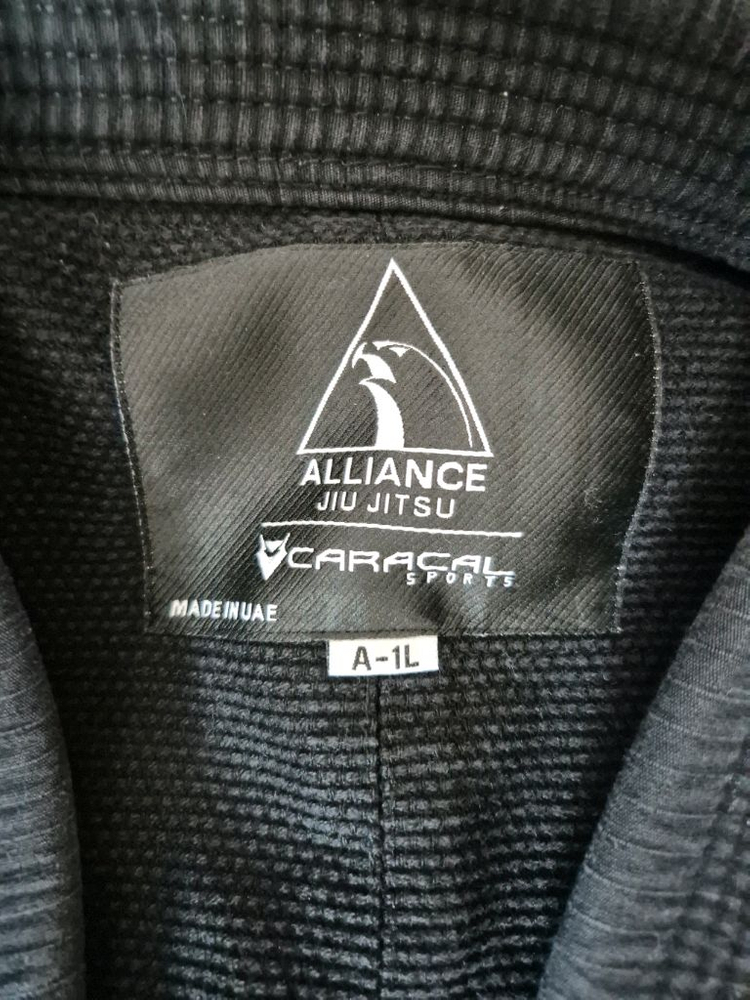 ALLIANCE
JIU JITSU
CARACAL
SPORTS
MADE IN UAE
A-1L